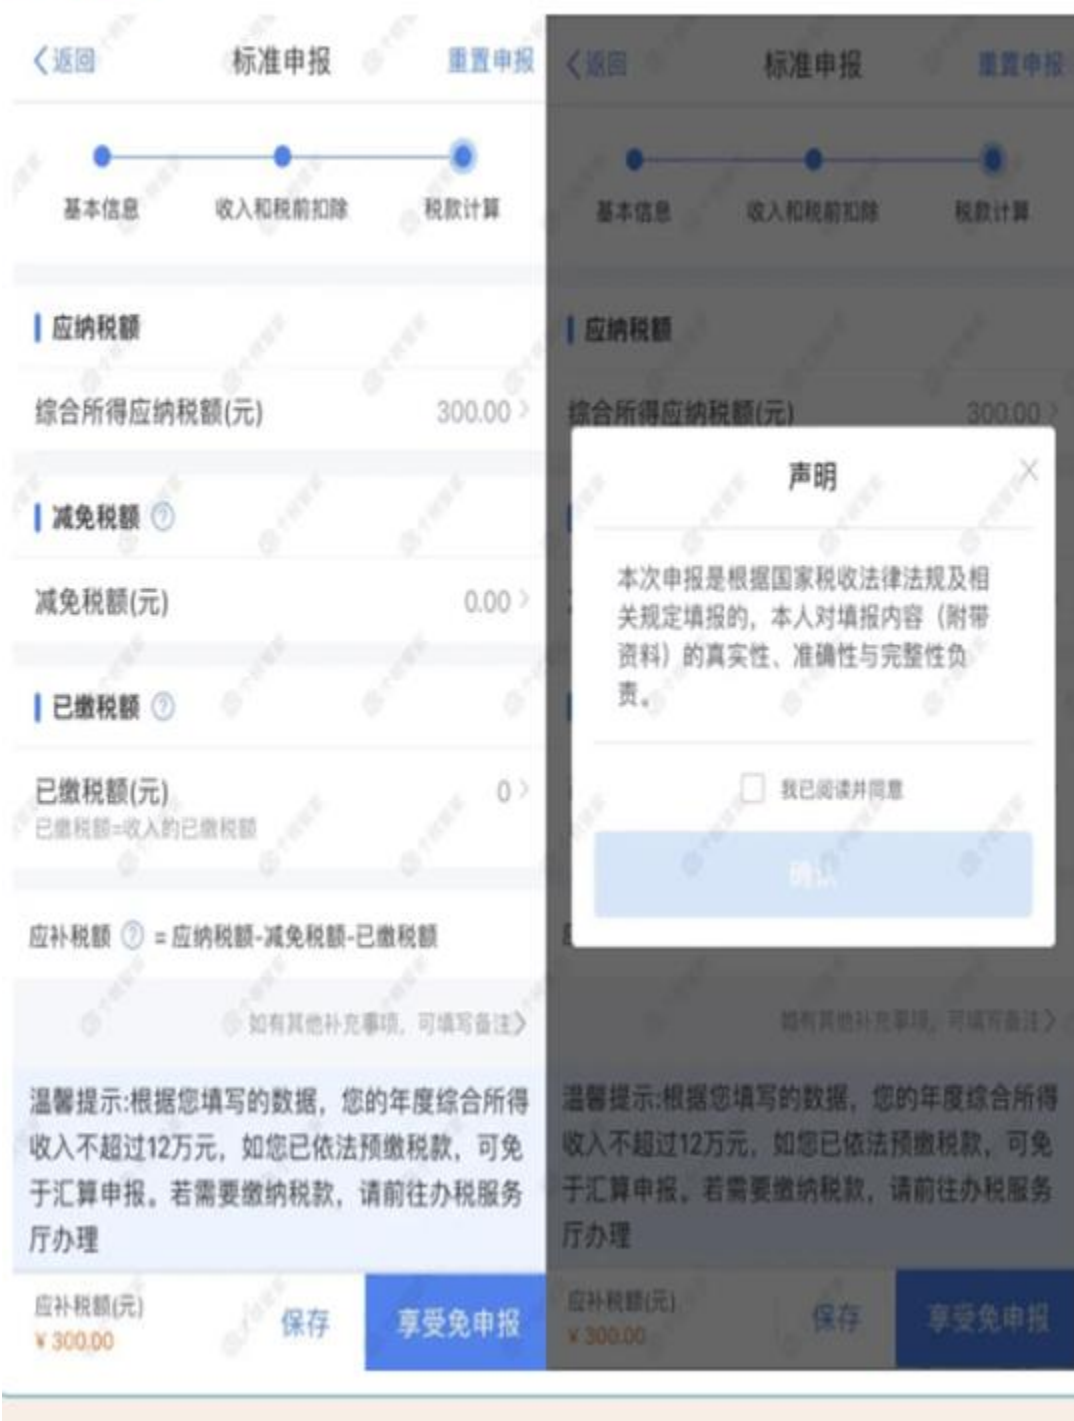 返回
标准申报
重置申报
基本信息
收入和税前扣除
税款计算
应纳税额
综合所得应纳税额(元)
300.00
减免税额
减免税额(元)
0.00
已缴税额
已缴税额(元)
0
已缴税额=收入的已缴税额
应补税额 ? = 应纳税额-减免税额-已缴税额
如有其他补充事项，可填写备注
温馨提示:根据您填写的数据，您的年度综合所得
收入不超过12万元，如您已依法预缴税款，可免
于汇算申报。若需要缴纳税款，请前往办税服务
厅办理
应补税额(元)
¥ 300.00
保存
享受免申报
返回
标准申报
重置申报
基本信息
收入和税前扣除
税款计算
应纳税额
综合所得应纳税额(元)
300.00
声明
本次申报是根据国家税收法律法规及相
关规定填报的，本人对填报内容（附带
资料）的真实性、准确性与完整性负
责。
我已阅读并同意
确认
如有其他补充事项，可填写备注
温馨提示:根据您填写的数据，您的年度综合所得
收入不超过12万元，如您已依法预缴税款，可免
于汇算申报。若需要缴纳税款，请前往办税服务
厅办理
应补税额(元)
¥ 300.00
保存
享受免申报